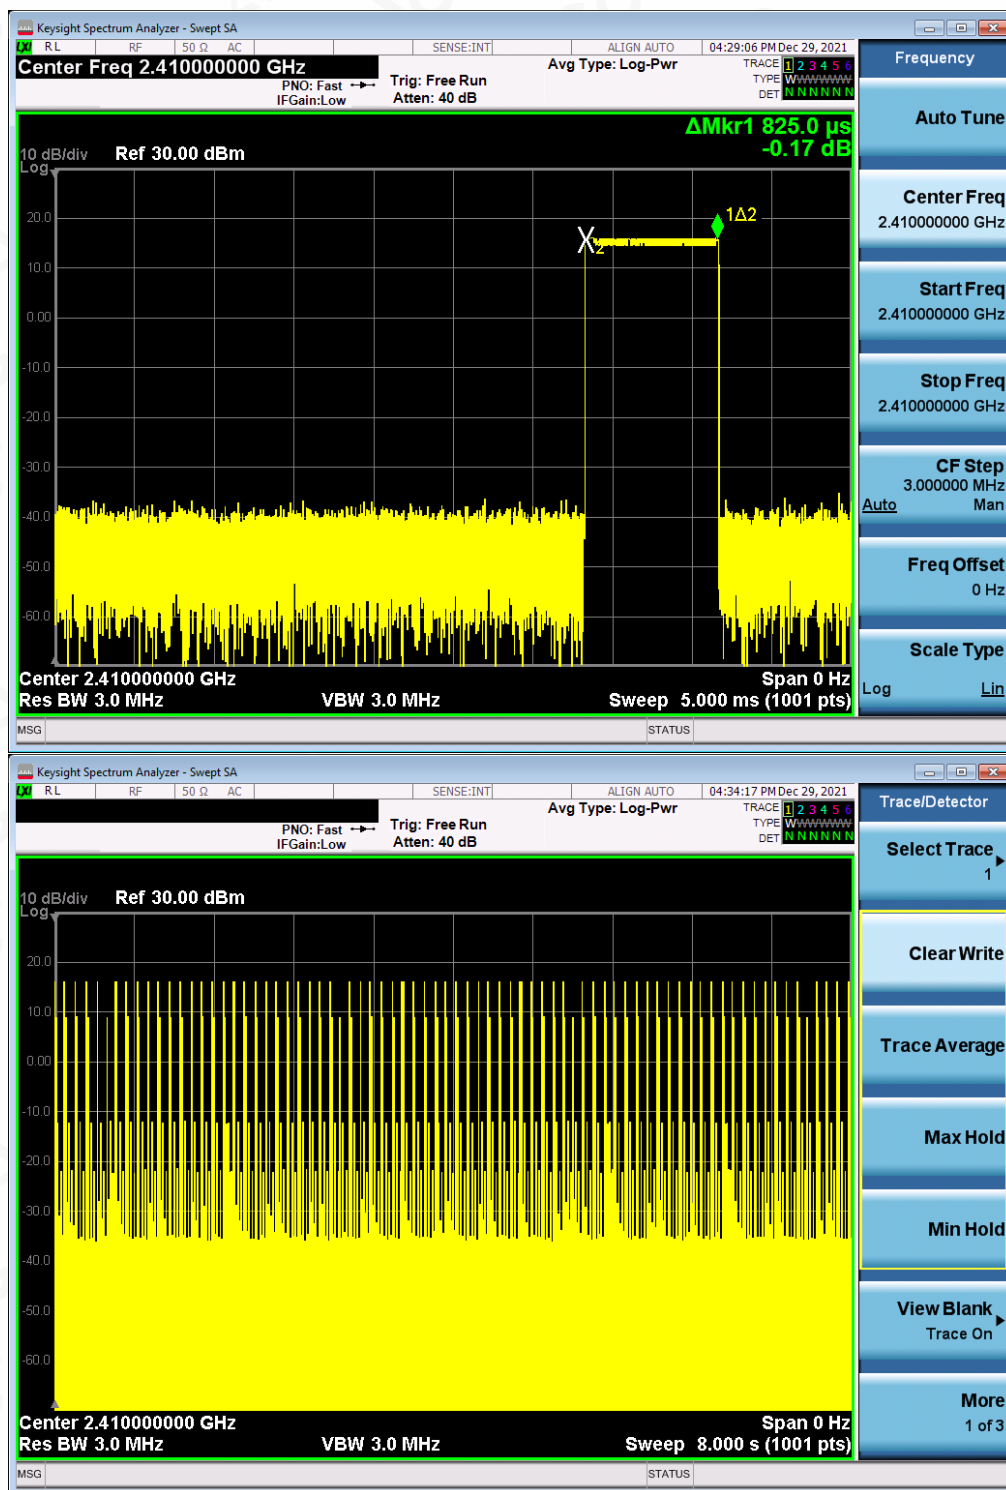 Keysight Spectrum Analyzer - Swept SA
LXI RL RF 50 Ω AC SENSE:INT ALIGN AUTO 04:29:06 PM Dec 29, 2021
Center Freq 2.410000000 GHz
PNO: Fast
IFGain:Low
Trig: Free Run
Atten: 40 dB
Avg Type: Log-Pwr
TRACE 1 2 3 4 5 6
TYPE WWWWWW
DET N N N N N N
ΔMkr1 825.0 µs
-0.17 dB
10 dB/div Ref 30.00 dBm
Log
20.0
10.0
0.00
-10.0
-20.0
-30.0
-40.0
-50.0
-60.0
X2
1Δ2
Center 2.410000000 GHz Span 0 Hz
Res BW 3.0 MHz VBW 3.0 MHz Sweep 5.000 ms (1001 pts)
MSG STATUS
Frequency
Auto Tune
Center Freq
2.410000000 GHz
Start Freq
2.410000000 GHz
Stop Freq
2.410000000 GHz
CF Step
3.000000 MHz
Auto Man
Freq Offset
0 Hz
Scale Type
Log Lin
Keysight Spectrum Analyzer - Swept SA
LXI RL RF 50 Ω AC SENSE:INT ALIGN AUTO 04:34:17 PM Dec 29, 2021
PNO: Fast
IFGain:Low
Trig: Free Run
Atten: 40 dB
Avg Type: Log-Pwr
TRACE 1 2 3 4 5 6
TYPE WWWWWW
DET N N N N N N
10 dB/div Ref 30.00 dBm
Log
20.0
10.0
0.00
-10.0
-20.0
-30.0
-40.0
-50.0
-60.0
Center 2.410000000 GHz Span 0 Hz
Res BW 3.0 MHz VBW 3.0 MHz Sweep 8.000 s (1001 pts)
MSG STATUS
Trace/Detector
Select Trace
1
Clear Write
Trace Average
Max Hold
Min Hold
View Blank
Trace On
More
1 of 3